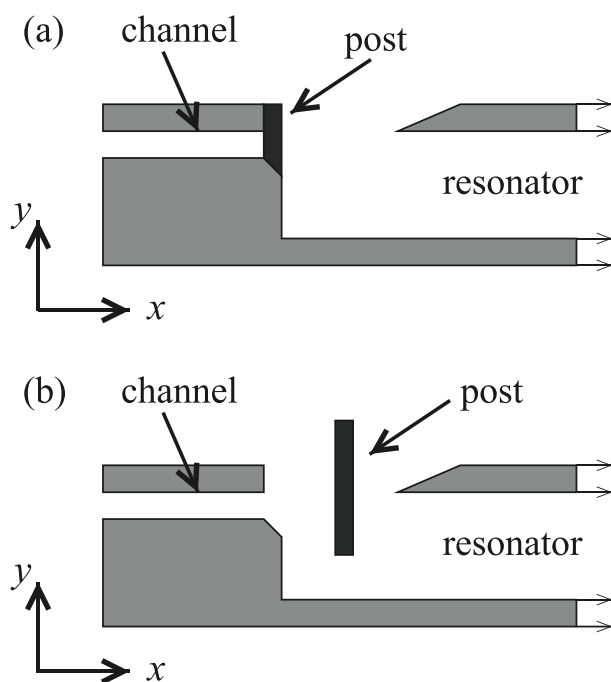 (a)
channel
post
resonator
y
x
(b)
channel
post
resonator
y
x